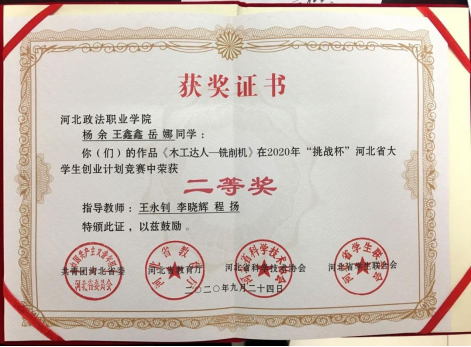 获奖证书
河北政法职业学院
杨 余 王鑫鑫 岳 娜同学：
你（们）的作品《木工达人—铣削机》在2020年“挑战杯”河北省大
学生创业计划竞赛中荣获
二等奖
指导教师：王永钊 李晓辉 程 扬
特发此证，以兹鼓励。
共青团河北省委 河北省教育厅 河北省科学技术协会 河北省学生联合会
二〇二〇年九月二十四日